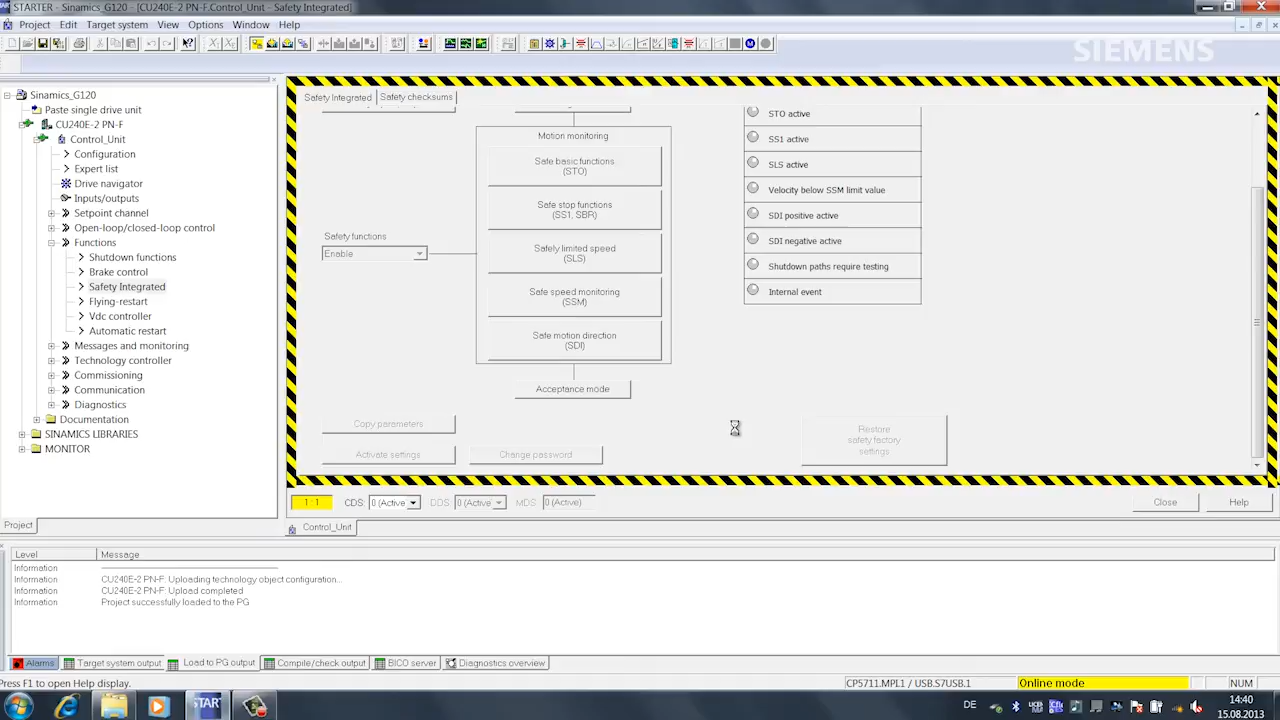 STARTER - Sinamics_G120 - [CU240E-2 PN-F.Control_Unit - Safety Integrated]
Project Edit Target system View Options Window Help
SIEMENS
Sinamics_G120
Paste single drive unit
CU240E-2 PN-F
Control_Unit
Configuration
Expert list
Drive navigator
Inputs/outputs
Setpoint channel
Open-loop/closed-loop control
Functions
Shutdown functions
Brake control
Safety Integrated
Flying-restart
Vdc controller
Automatic restart
Messages and monitoring
Technology controller
Commissioning
Communication
Diagnostics
Documentation
SINAMICS LIBRARIES
MONITOR
Project
Safety Integrated
Safety checksums
Motion monitoring
Safe basic functions
(STO)
Safe stop functions
(SS1, SBR)
Safety functions
Enable
Safely limited speed
(SLS)
Safe speed monitoring
(SSM)
Safe motion direction
(SDI)
Acceptance mode
STO active
SS1 active
SLS active
Velocity below SSM limit value
SDI positive active
SDI negative active
Shutdown paths require testing
Internal event
Copy parameters
Activate settings
Change password
Restore
safety factory
settings
1:1 CDS: 0 (Active DDS: 0 (Active MDS: 0 (Active) Close Help
Control_Unit
Level Message
Information
Information CU240E-2 PN-F: Uploading technology object configuration...
Information CU240E-2 PN-F: Upload completed
Information Project successfully loaded to the PG
Alarms Target system output Load to PG output Compile/check output BICO server Diagnostics overview
Press F1 to open Help display. CP5711.MPI.1 / USB.S7USB.1 Online mode NUM
START
DE
14:40
15.08.2013